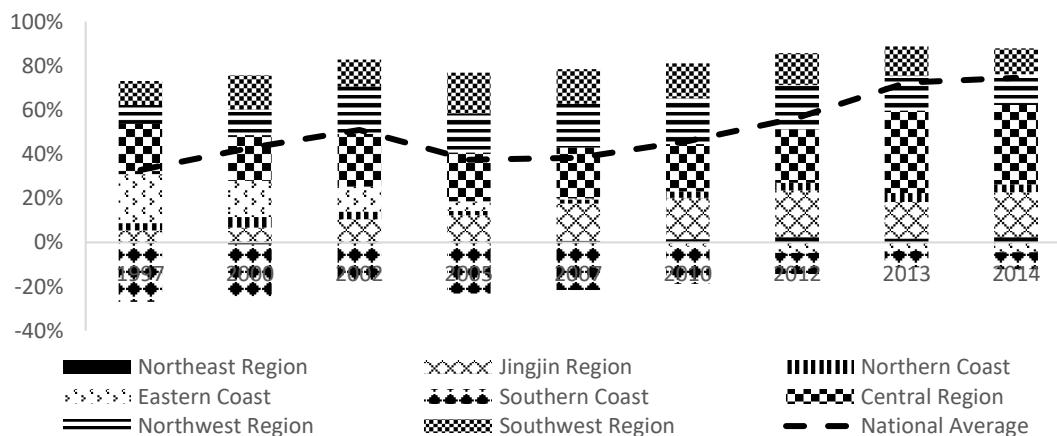 100%
80%
60%
40%
20%
0%
-20%
-40%
1997 2000 2002 2005 2007 2010 2012 2013 2014
Northeast Region Jingjin Region Northern Coast
Eastern Coast Southern Coast Central Region
Northwest Region Southwest Region National Average